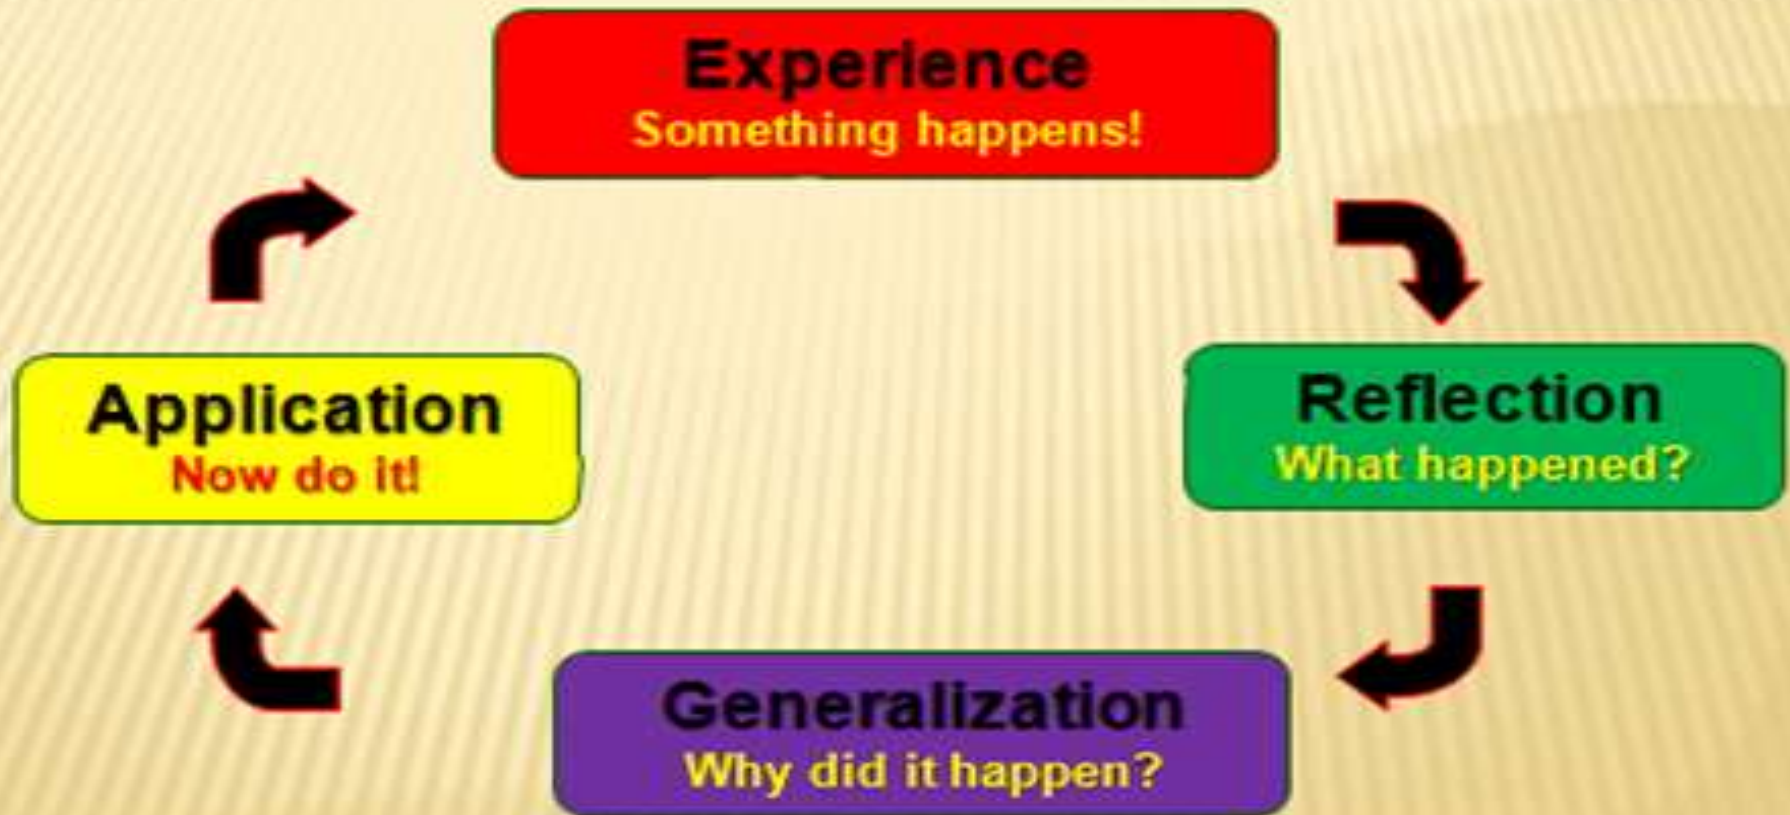 Experience
Something happens!
Reflection
What happened?
Generalization
Why did it happen?
Application
Now do it!